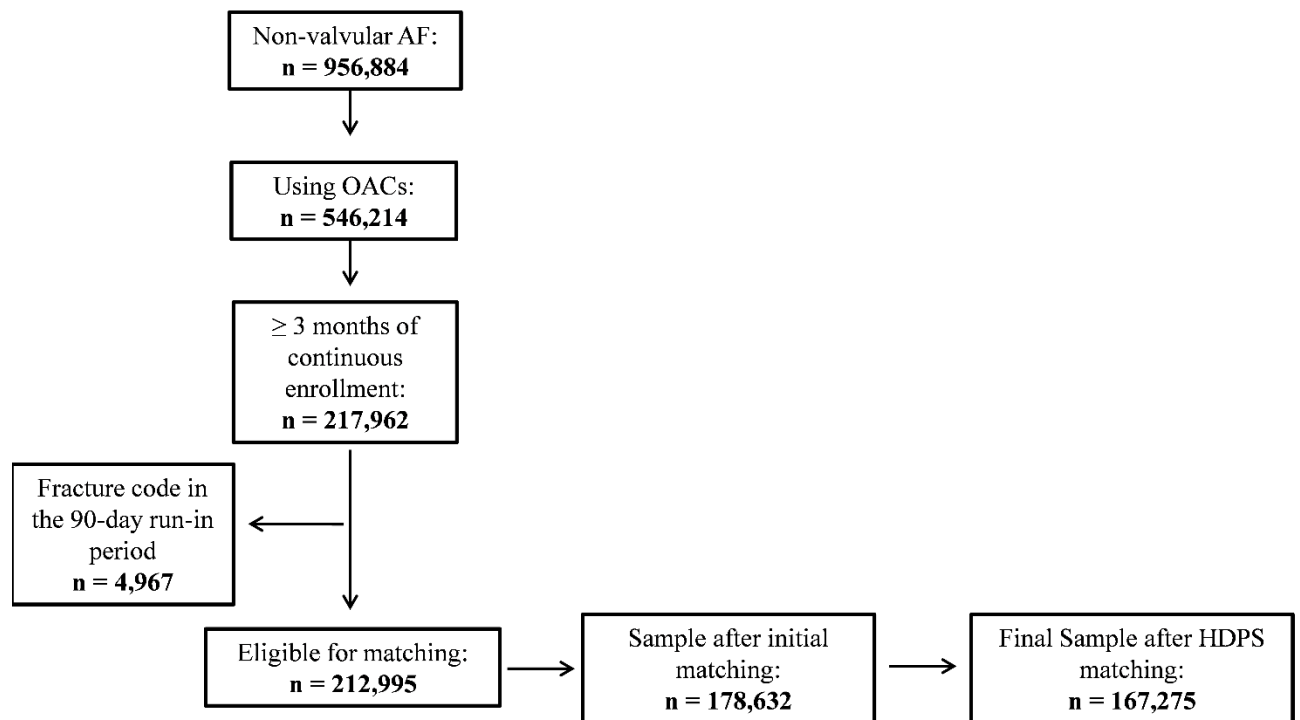 Non-valvular AF:
n = 956,884
Using OACs:
n = 546,214
≥ 3 months of
continuous
enrollment:
n = 217,962
Fracture code in
the 90-day run-in
period
n = 4,967
Eligible for matching:
n = 212,995
Sample after initial
matching:
n = 178,632
Final Sample after HDPS
matching:
n = 167,275